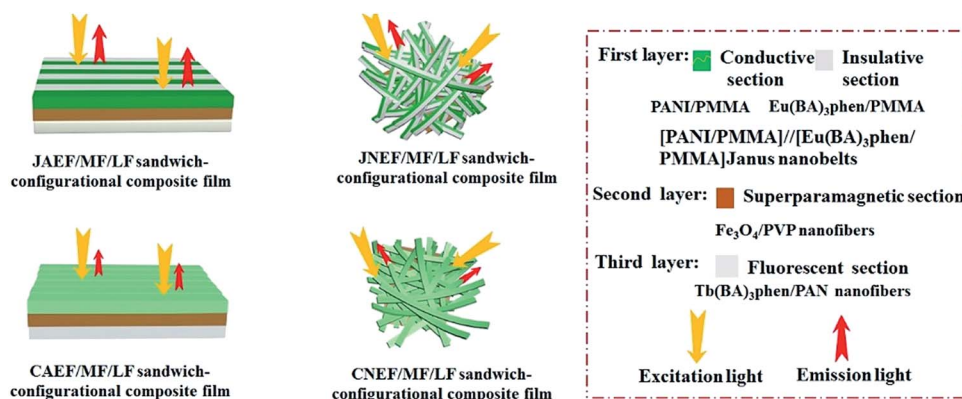 JAEF/MF/LF sandwich-
configurational composite film
JNEF/MF/LF sandwich-
configurational composite film
CAEF/MF/LF sandwich-
configurational composite film
CNEF/MF/LF sandwich-
configurational composite film
First layer: Conductive Insulative
section section
PANI/PMMA Eu(BA)₃phen/PMMA
[PANI/PMMA]//[Eu(BA)₃phen/
PMMA]Janus nanobelts
Second layer: Superparamagnetic section
Fe₃O₄/PVP nanofibers
Third layer: Fluorescent section
Tb(BA)₃phen/PAN nanofibers
Excitation light Emission light